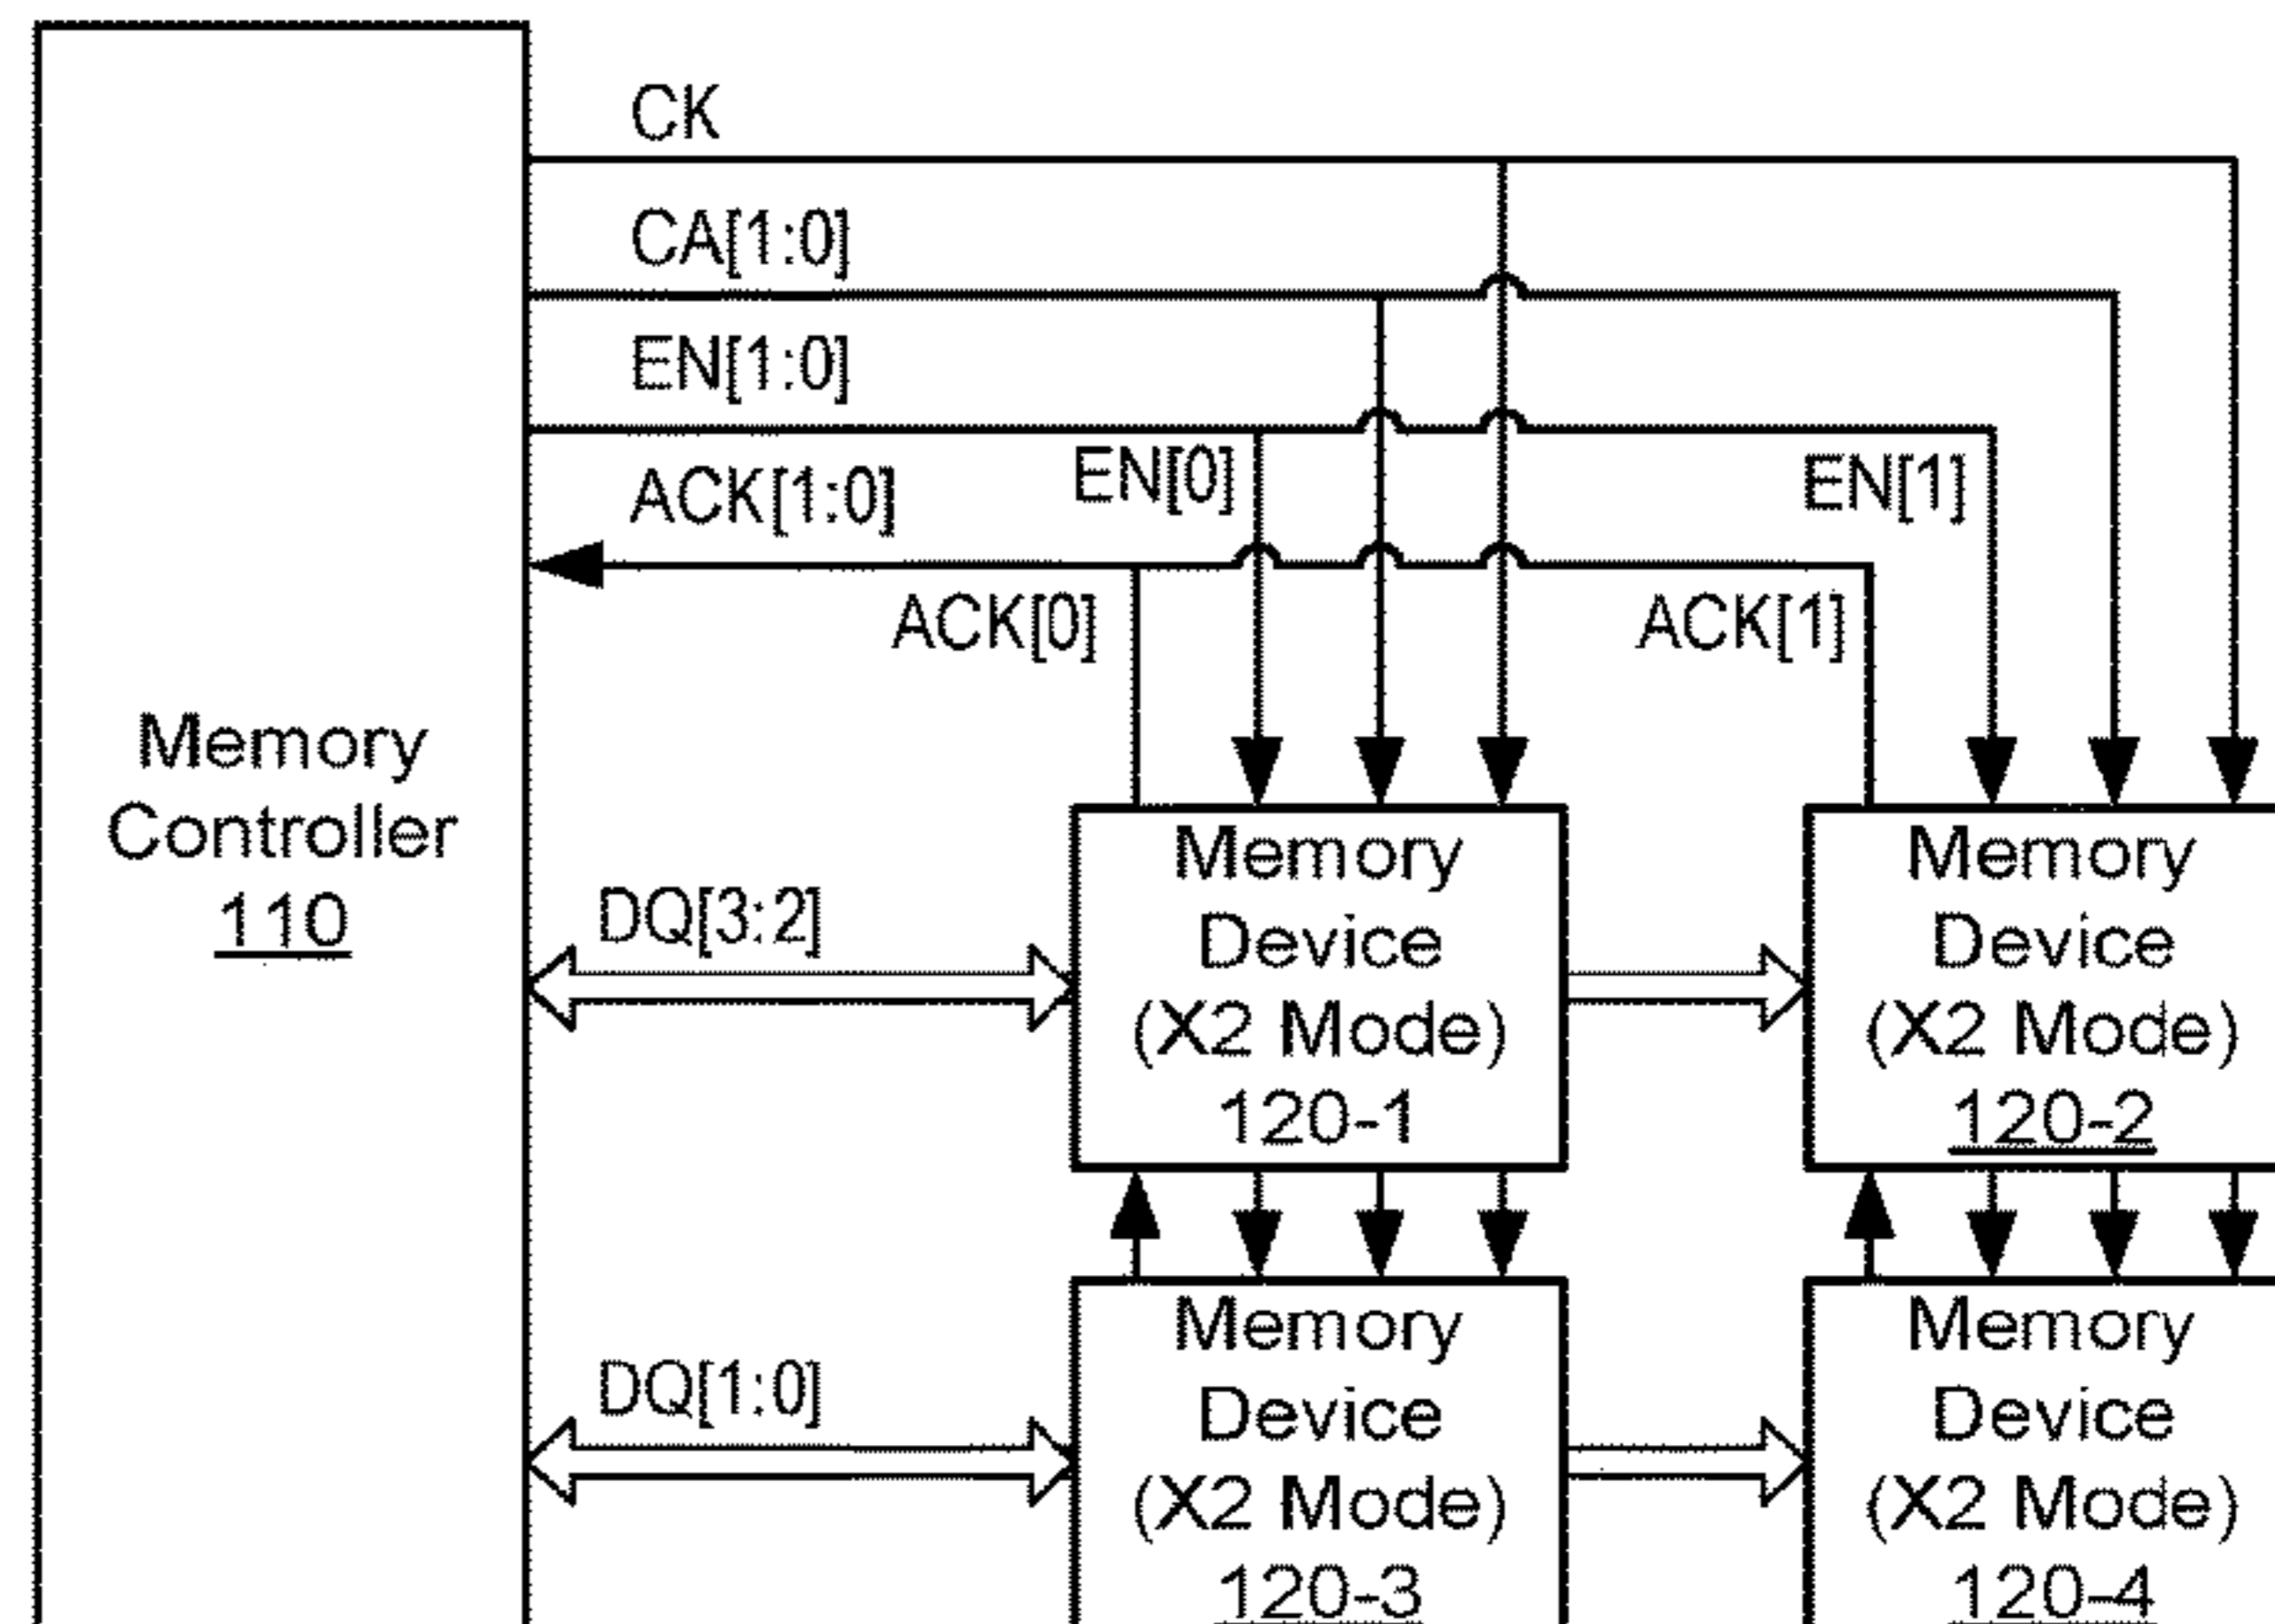 CK
CA[1:0]
EN[1:0]
EN[0]
EN[1]
ACK[1:0]
ACK[0]
ACK[1]
Memory
Controller
110
DQ[3:2]
Memory
Device
(X2 Mode)
120-1
Memory
Device
(X2 Mode)
120-2
DQ[1:0]
Memory
Device
(X2 Mode)
120-3
Memory
Device
(X2 Mode)
120-4